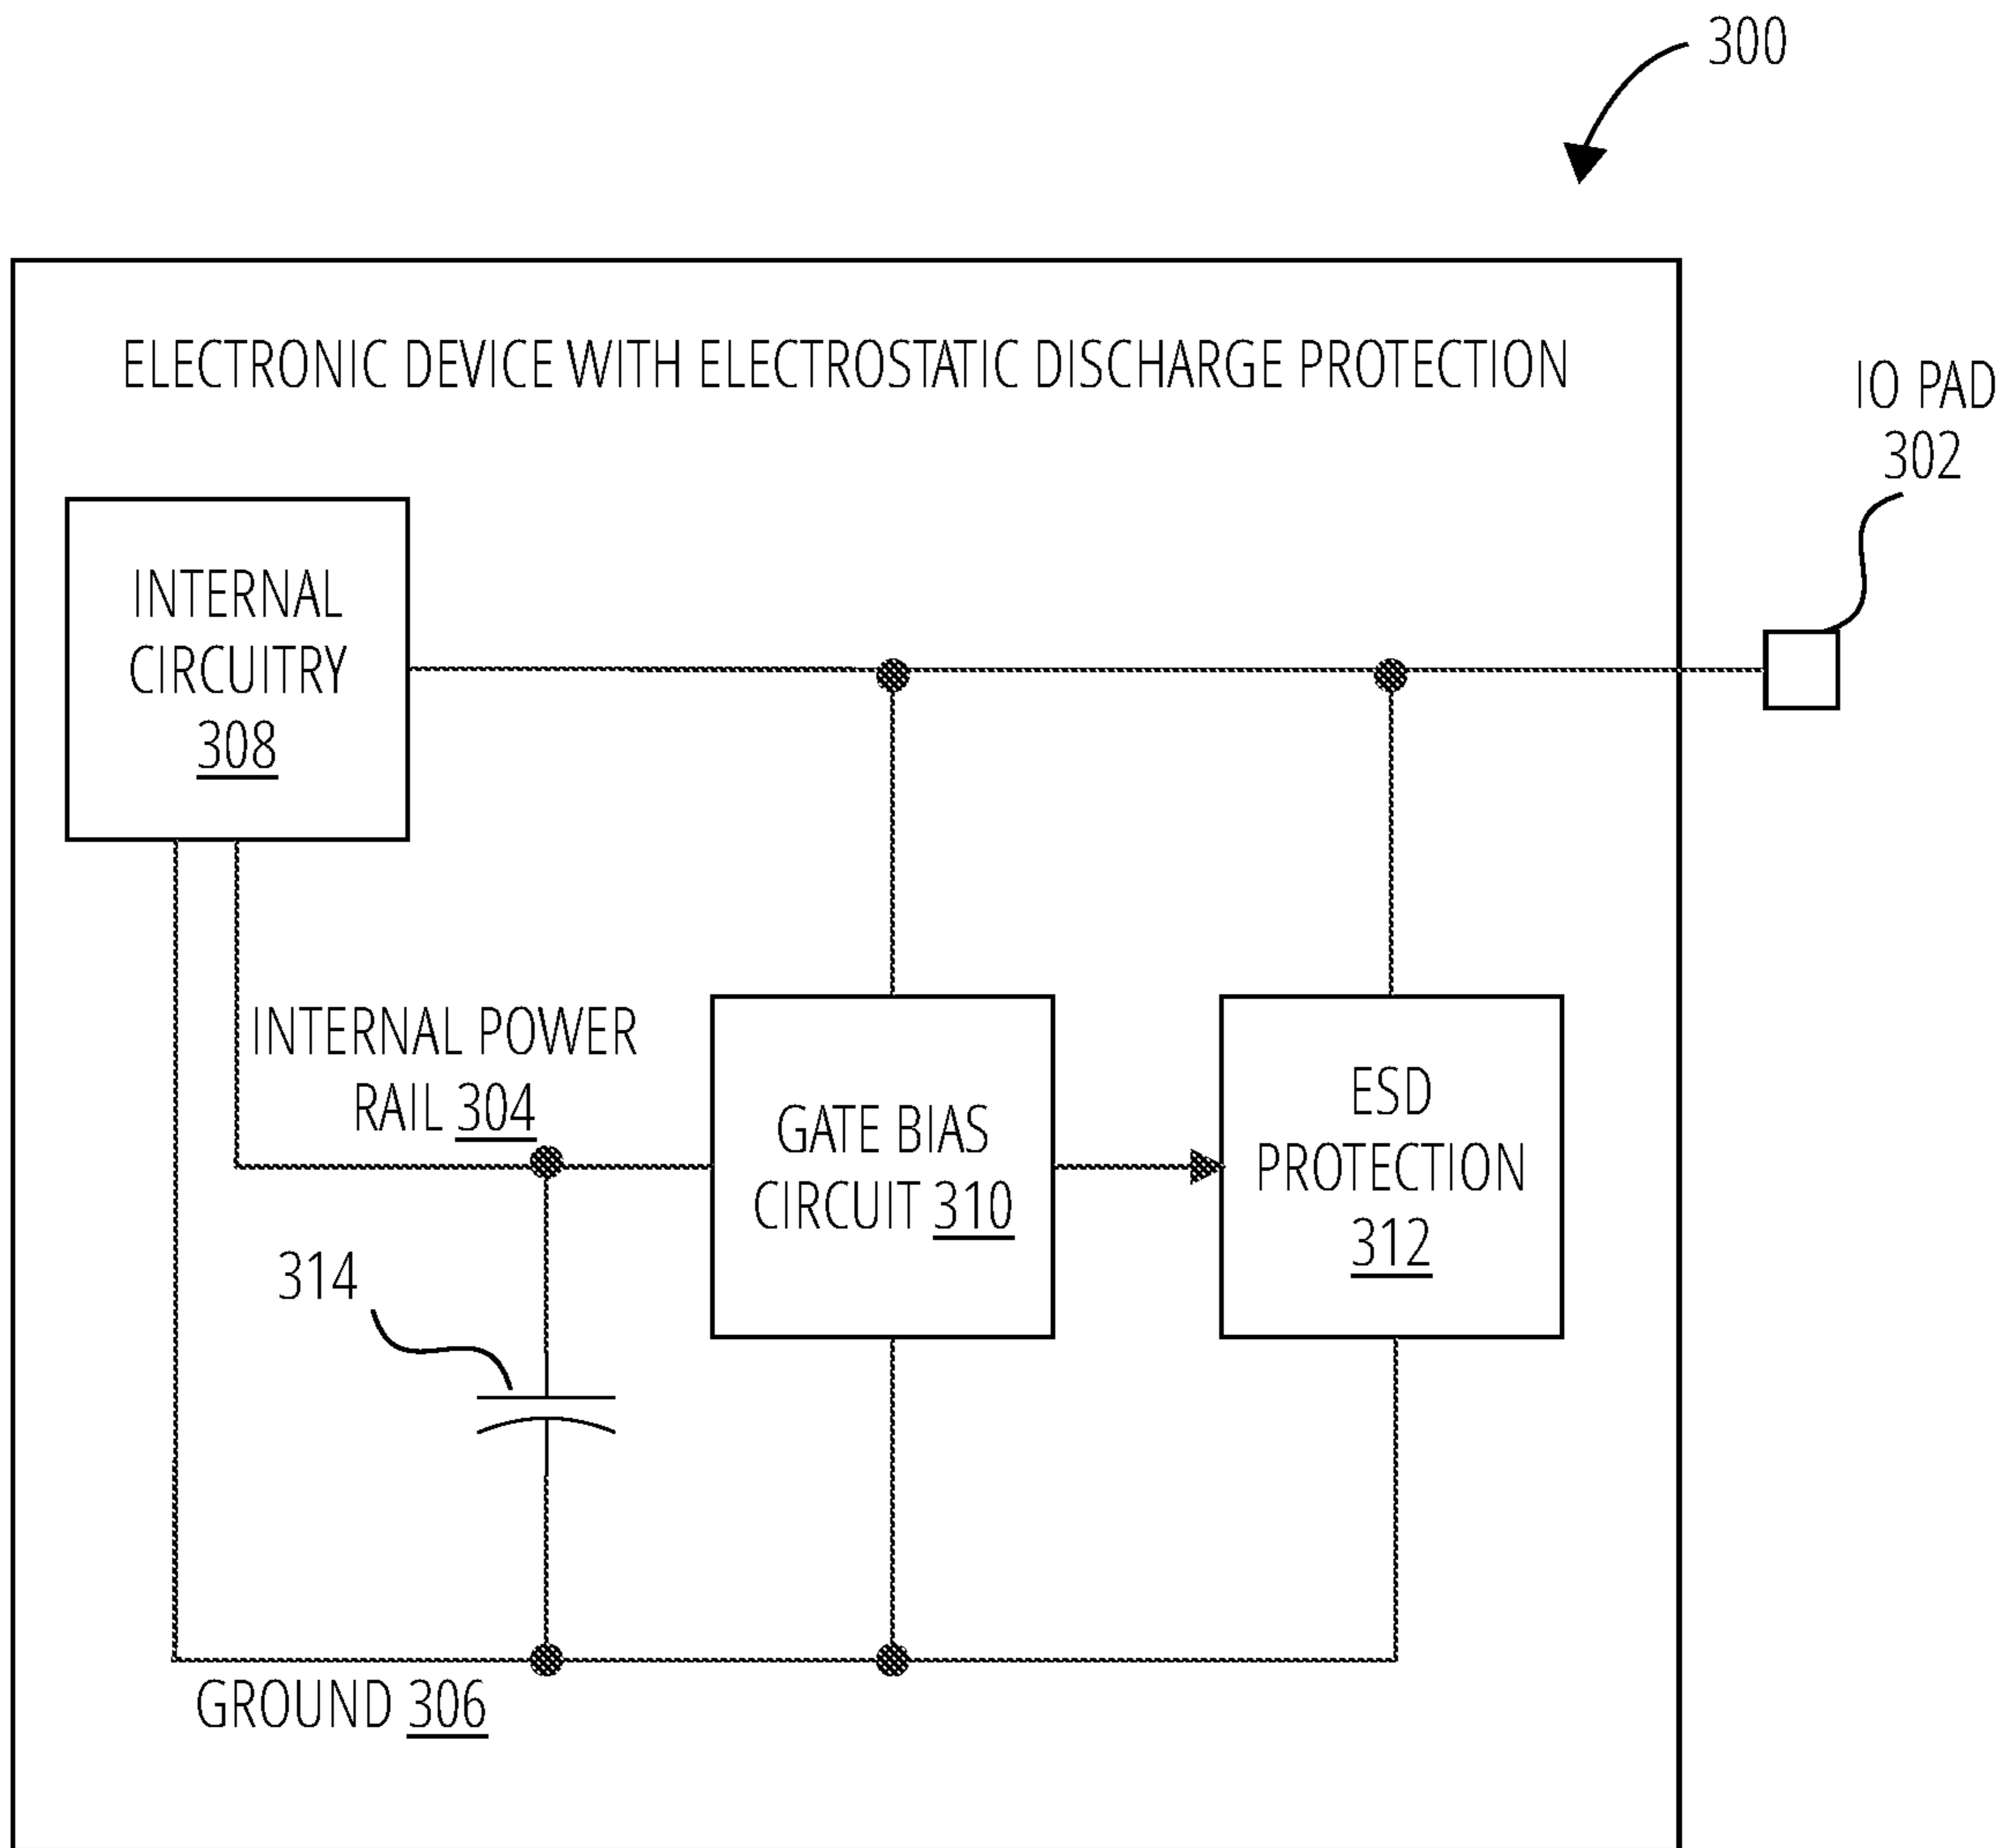 300
ELECTRONIC DEVICE WITH ELECTROSTATIC DISCHARGE PROTECTION
IO PAD
302
INTERNAL
CIRCUITRY
308
INTERNAL POWER
RAIL 304
GATE BIAS
CIRCUIT 310
ESD
PROTECTION
312
314
GROUND 306